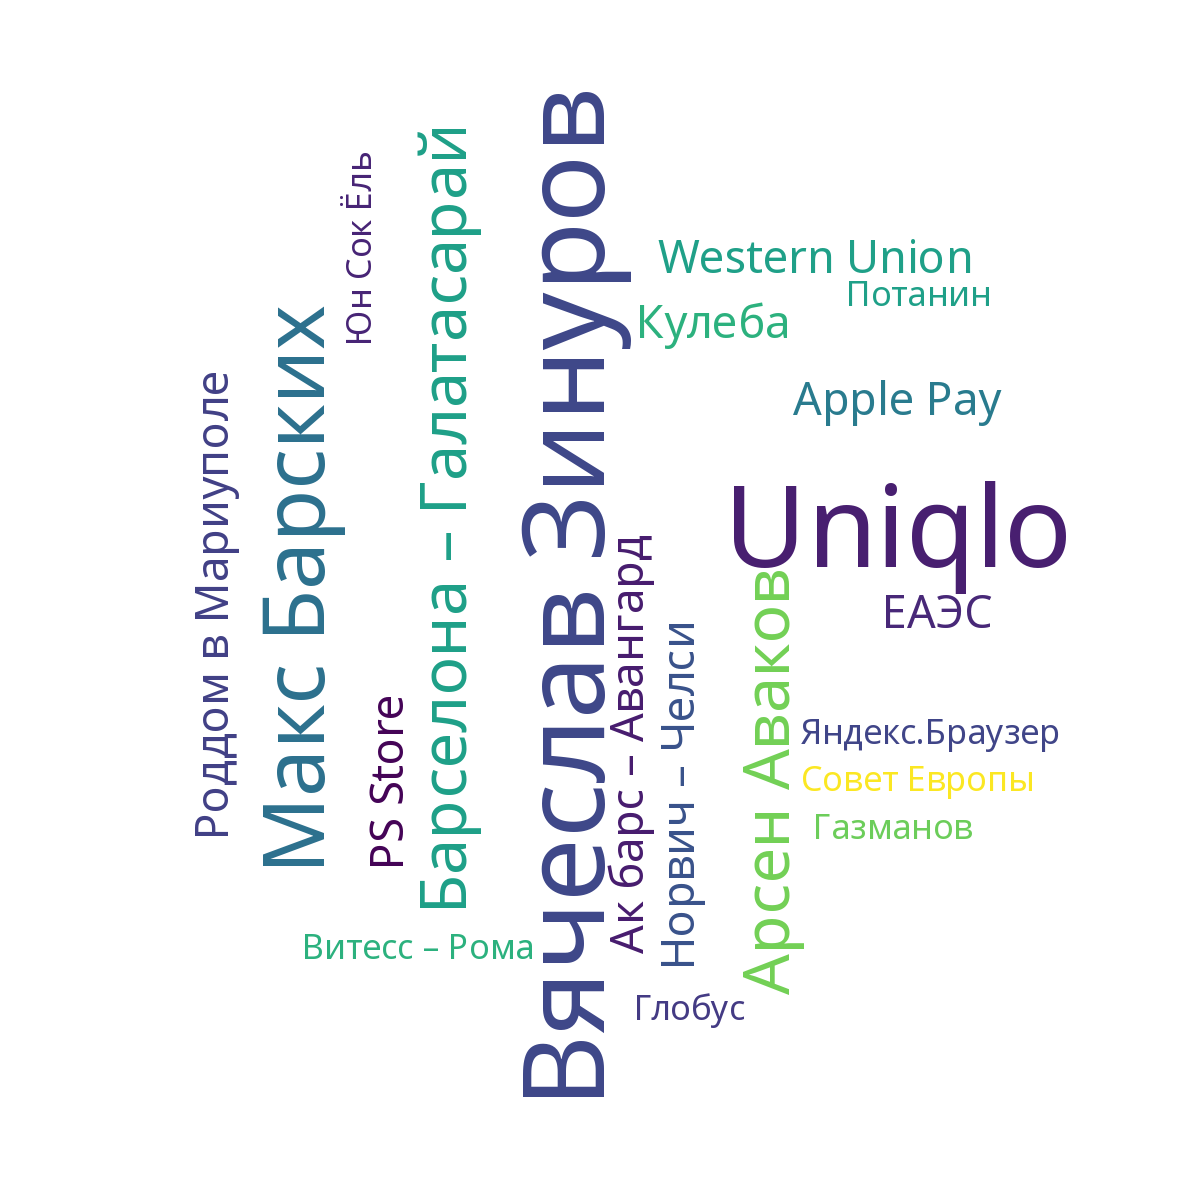 Роддом в Мариуполе
Макс Барских
Юн Сок Ёль
PS Store
Барселона – Галатасарай
Витесс – Рома
Вячеслав Зинуров
Ак барс – Авангард
Норвич – Челси
Глобус
Western Union
Потанин
Кулеба
Apple Pay
Uniqlo
ЕАЭС
Арсен Аваков
Яндекс.Браузер
Совет Европы
Газманов